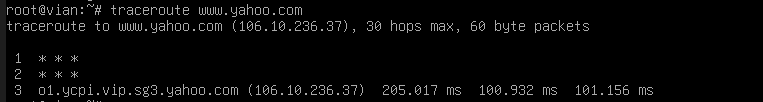 root@vian:~# traceroute www.yahoo.com
traceroute to www.yahoo.com (106.10.236.37), 30 hops max, 60 byte packets
1 * * *
2 * * *
3 o1.ycpi.vip.sg3.yahoo.com (106.10.236.37) 205.017 ms 100.932 ms 101.156 ms